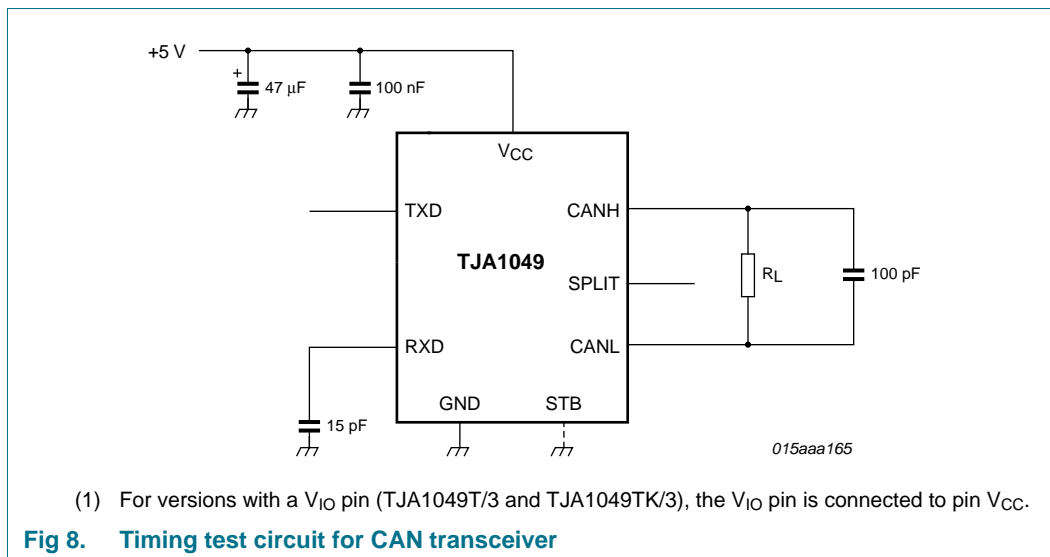 +5 V
+
47 μF
100 nF
VCC
TXD
CANH
TJA1049
SPLIT
RL
100 pF
RXD
CANL
GND
STB
15 pF
015aaa165
(1) For versions with a VIO pin (TJA1049T/3 and TJA1049TK/3), the VIO pin is connected to pin VCC.
Fig 8. Timing test circuit for CAN transceiver